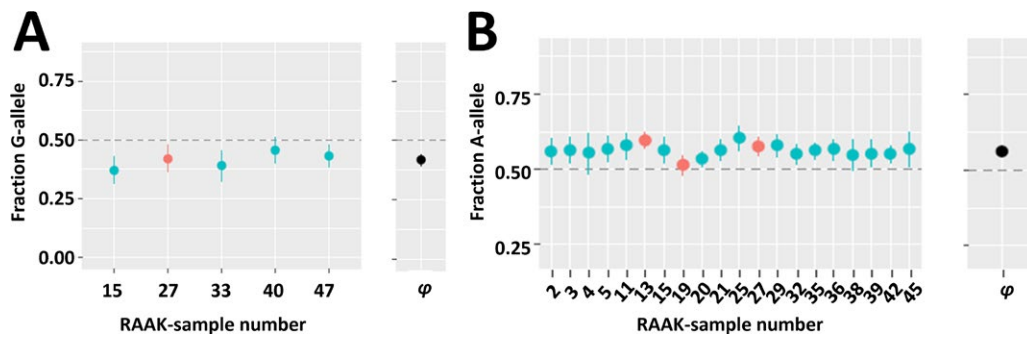 A
Fraction G-allele
0.75
0.50
0.25
0.00
15 27 33 40 47
φ
RAAK-sample number
B
Fraction A-allele
0.75
0.50
0.25
2 3 4 5 11 13 15 19 20 21 25 27 29 32 35 36 38 39 42 45
φ
RAAK-sample number